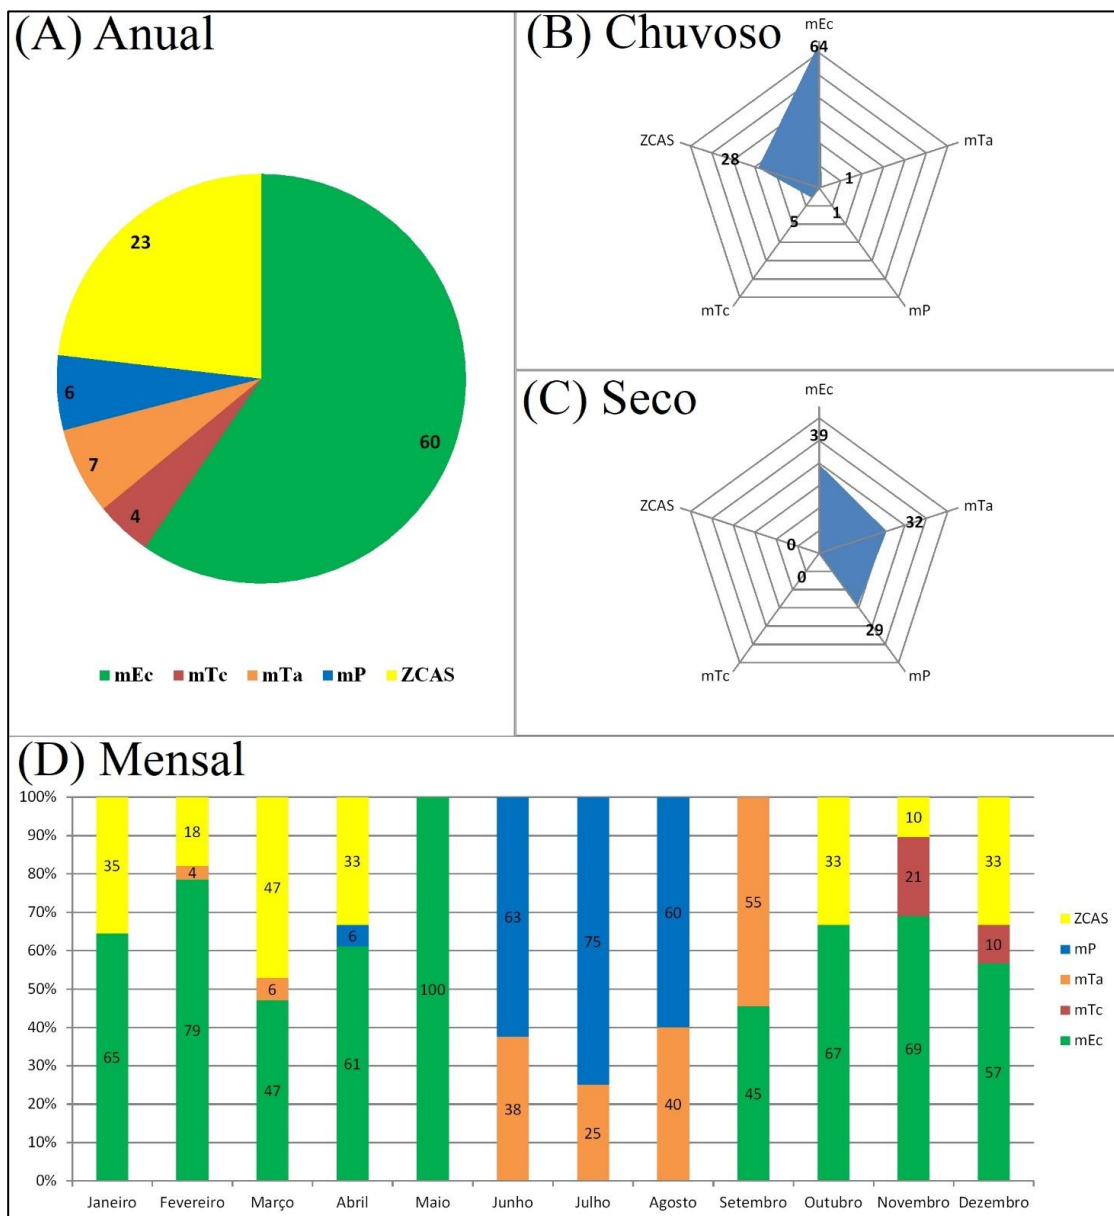 (A) Anual
23
6
7
4
60
mEc mTc mTa mP ZCAS
(B) Chuvoso
mEc
64
ZCAS
28
mTa
1
5
1
mTc
mP
(C) Seco
mEc
39
ZCAS
mTa
32
0
0
29
mTc
mP
(D) Mensal
100%
90%
80%
70%
60%
50%
40%
30%
20%
10%
0%
35
65
18
4
79
47
6
47
33
6
61
100
63
38
75
25
60
40
55
45
33
67
10
21
69
33
10
57
Janeiro Fevereiro Março Abril Maio Junho Julho Agosto Setembro Outubro Novembro Dezembro
ZCAS
mP
mTa
mTc
mEc